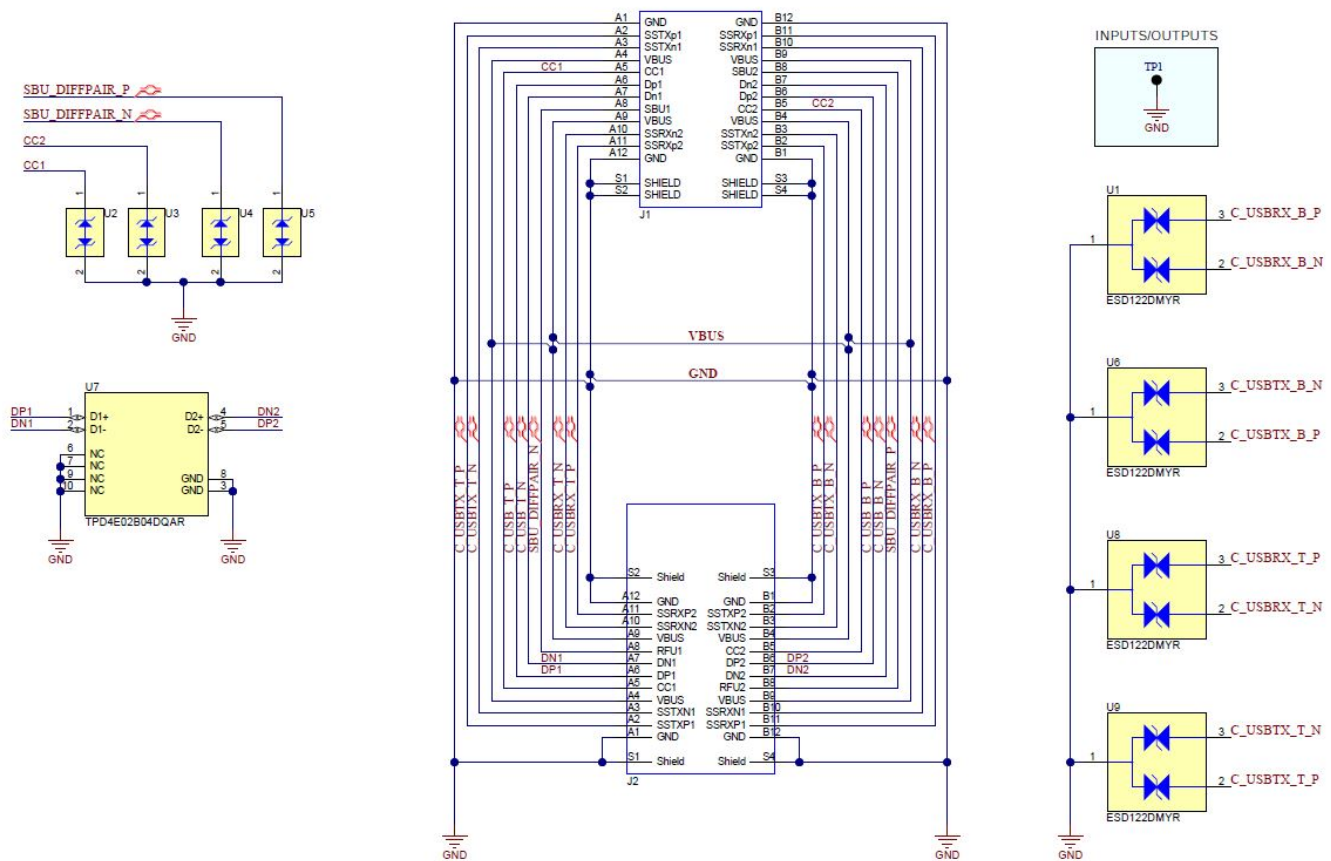 SBU_DIFFPAIR_P
SBU_DIFFPAIR_N
CC2
CC1
1 1 1 1
U2 U3 U4 U5
2 2 2 2
GND
U7
DP1 1 D1+ D2+ 4 DN2
DN1 2 D1- D2- 5 DP2
6 NC
7 NC
9 NC GND 8
10 NC GND 3
TPD4E02B04DQAR
GND GND
A1 GND GND B12
A2 SSTXp1 SSRXp1 B11
A3 SSTXn1 SSRXn1 B10
A4 VBUS VBUS B9
CC1 A5 CC1 SBU2 B8
A6 Dp1 Dn2 B7
A7 Dn1 Dp2 B6
A8 SBU1 CC2 B5 CC2
A9 VBUS VBUS B4
A10 SSRXn2 SSTXn2 B3
A11 SSRXp2 SSTXp2 B2
A12 GND GND B1
S1 SHIELD SHIELD S3
S2 SHIELD SHIELD S4
J1
VBUS
GND
C_USBTX_T_P
C_USBTX_T_N
C_USB_T_P
C_USB_T_N
SBU_DIFFPAIR_N
C_USBRX_T_N
C_USBRX_T_P
C_USBTX_B_P
C_USBTX_B_N
C_USB_B_P
C_USB_B_N
SBU_DIFFPAIR_P
C_USBRX_B_N
C_USBRX_B_P
S2 Shield Shield S3
A12 GND GND B1
A11 SSRXP2 SSTXP2 B2
A10 SSRXN2 SSTXN2 B3
A9 VBUS VBUS B4
A8 RFU1 CC2 B5
DN1 A7 DN1 DP2 B6 DP2
DP1 A6 DP1 DN2 B7 DN2
A5 CC1 RFU2 B8
A4 VBUS VBUS B9
A3 SSTXN1 SSRXN1 B10
A2 SSTXP1 SSRXP1 B11
A1 GND GND B12
S1 Shield Shield S4
J2
GND GND
INPUTS/OUTPUTS
TP1
GND
U1
3 C_USBRX_B_P
1
2 C_USBRX_B_N
ESD122DMYR
U6
3 C_USBTX_B_N
1
2 C_USBTX_B_P
ESD122DMYR
U8
3 C_USBRX_T_P
1
2 C_USBRX_T_N
ESD122DMYR
U9
3 C_USBTX_T_N
1
2 C_USBTX_T_P
ESD122DMYR
GND